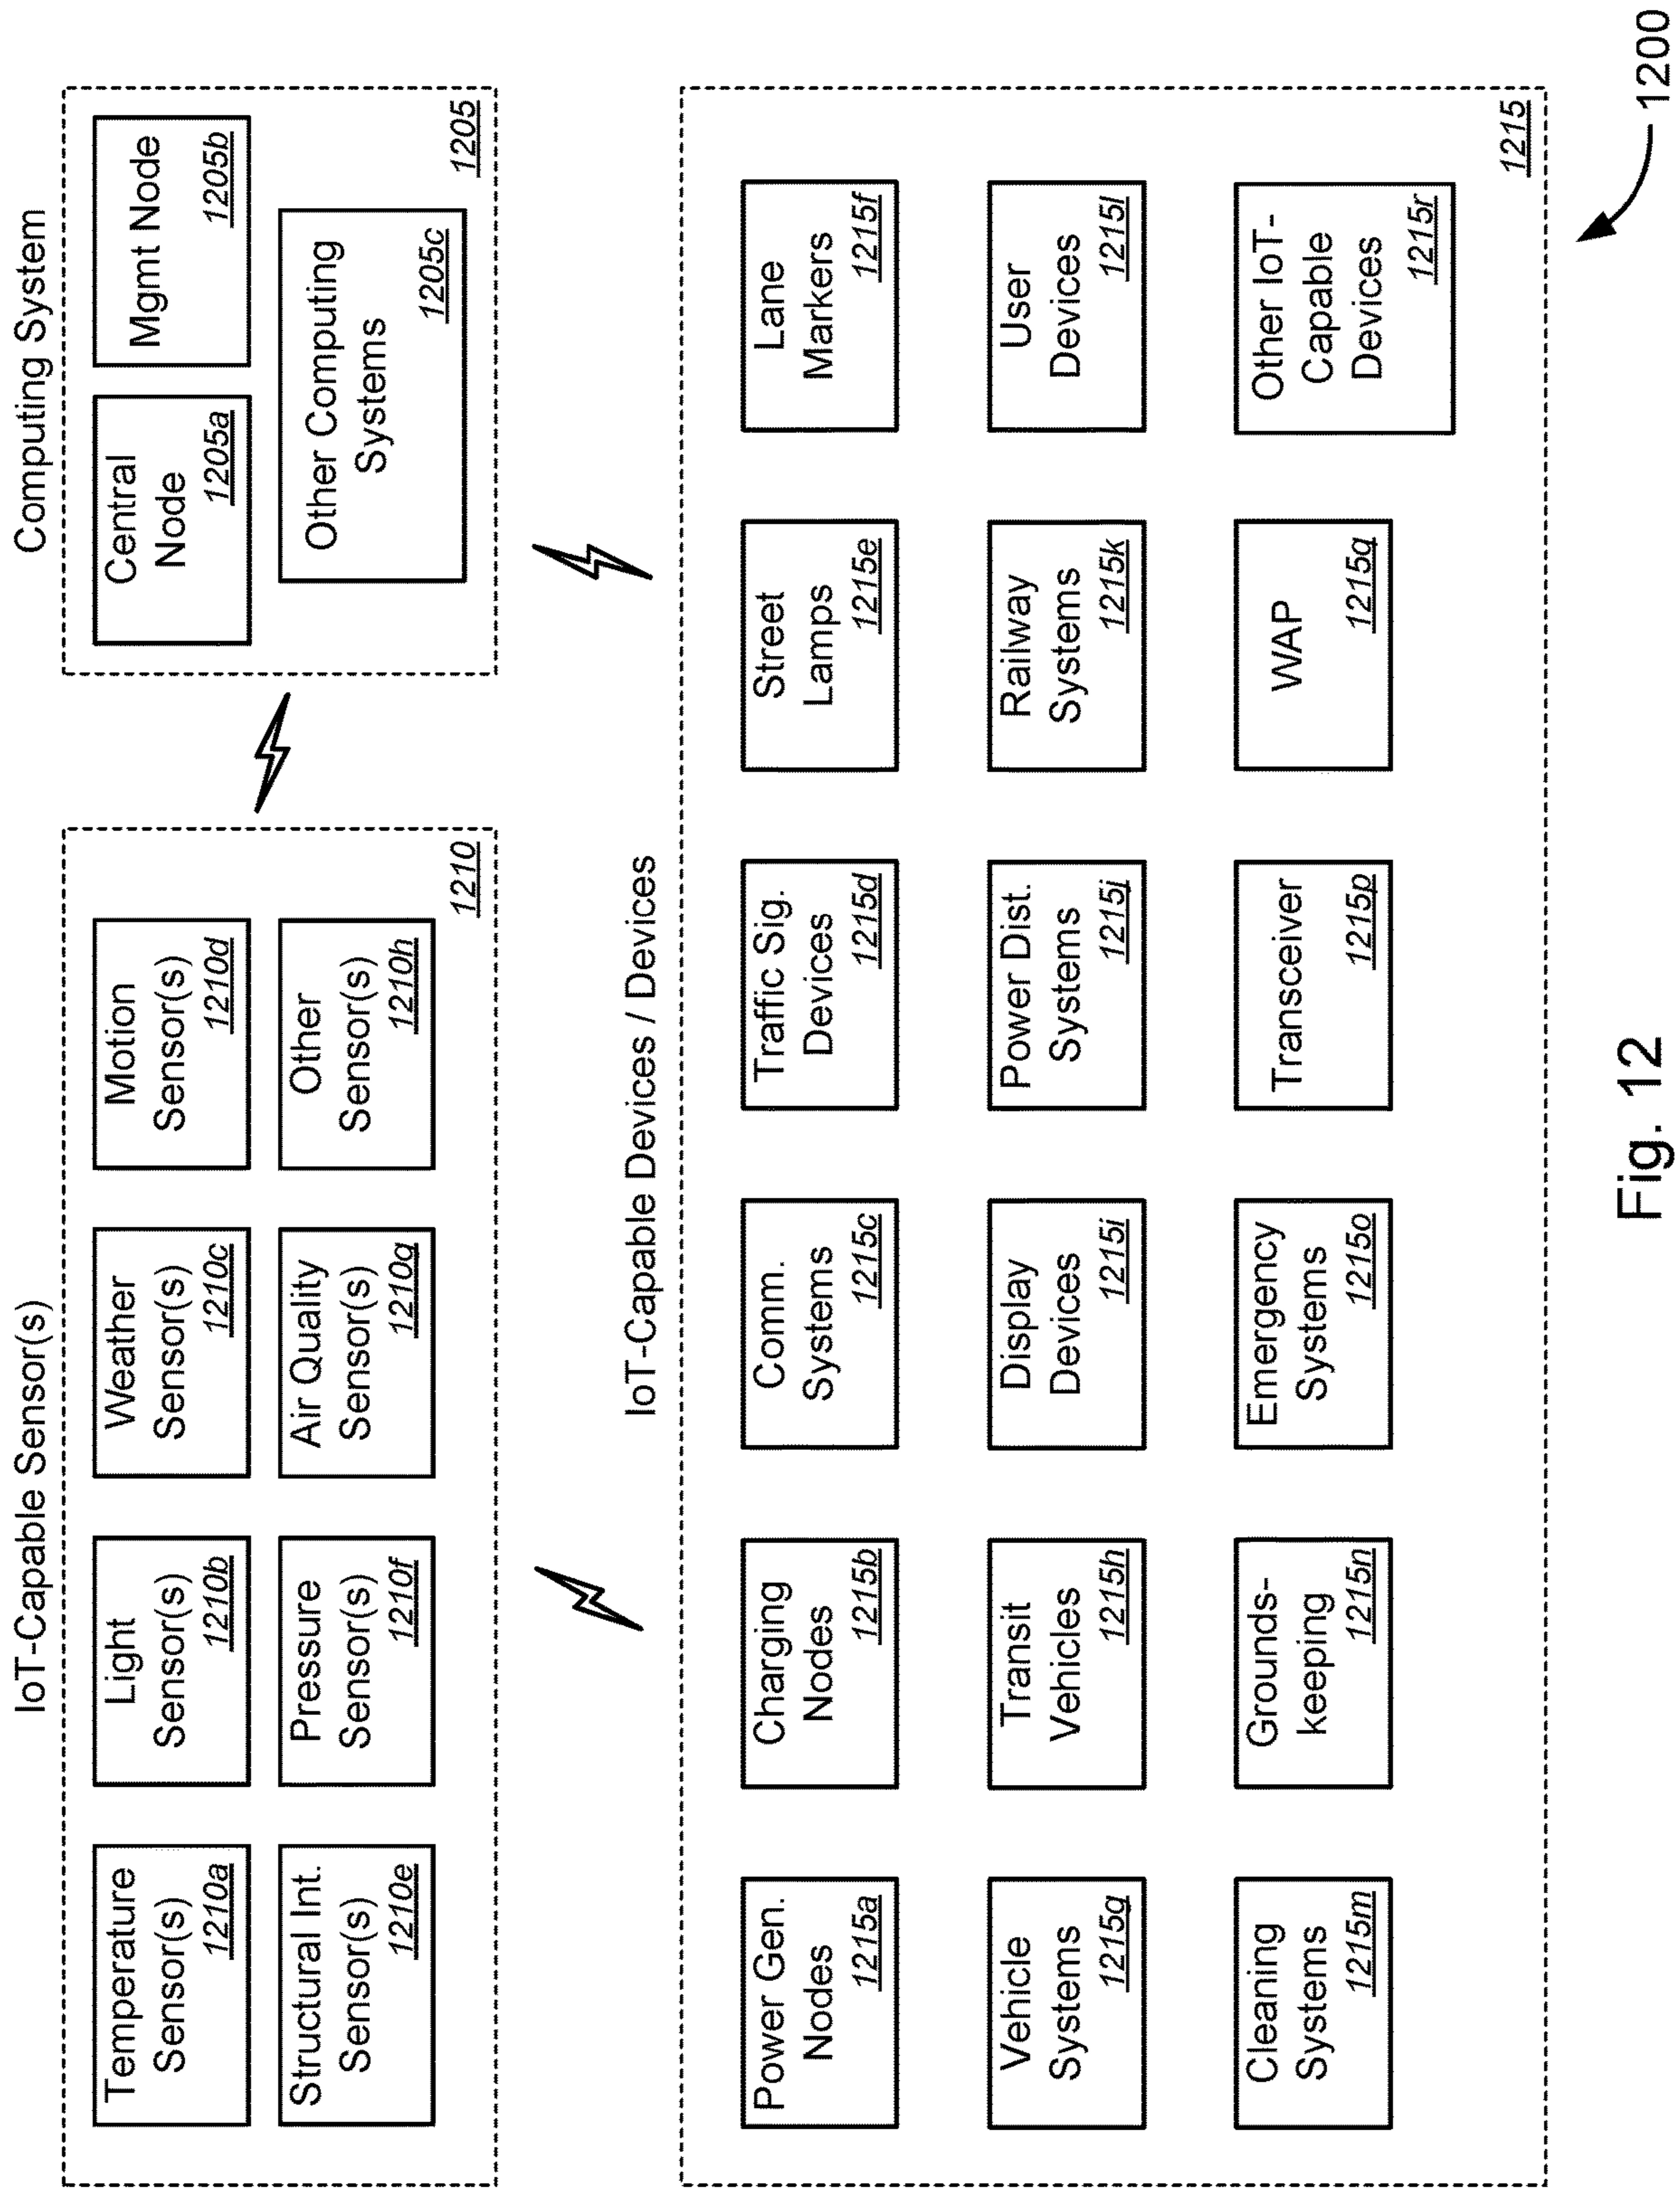 IoT-Capable Sensor(s)
Temperature
Sensor(s)
1210a
Light
Sensor(s)
1210b
Weather
Sensor(s)
1210c
Motion
Sensor(s)
1210d
Structural Int.
Sensor(s)
1210e
Pressure
Sensor(s)
1210f
Air Quality
Sensor(s)
1210g
Other
Sensor(s)
1210h
1210
Computing System
Central
Node
1205a
Mgmt Node
1205b
Other Computing
Systems
1205c
1205
IoT-Capable Devices / Devices
Power Gen.
Nodes
1215a
Charging
Nodes
1215b
Comm.
Systems
1215c
Traffic Sig.
Devices
1215d
Street
Lamps
1215e
Lane
Markers
1215f
Vehicle
Systems
1215g
Transit
Vehicles
1215h
Display
Devices
1215i
Power Dist.
Systems
1215j
Railway
Systems
1215k
User
Devices
1215l
Cleaning
Systems
1215m
Grounds-
keeping
1215n
Emergency
Systems
1215o
Transceiver
1215p
WAP
1215q
Other IoT-
Capable
Devices
1215r
1215
1200
Fig. 12